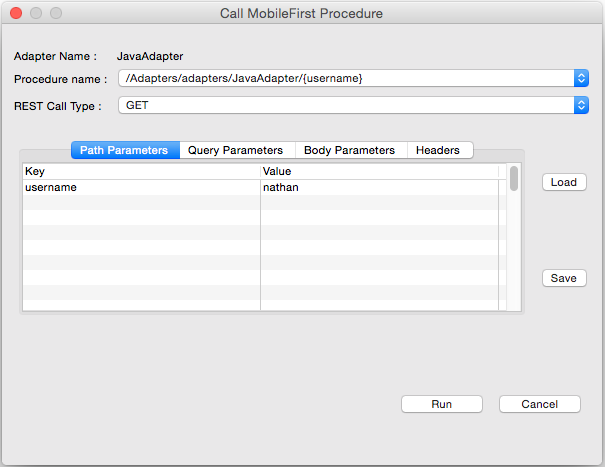 Call MobileFirst Procedure
Adapter Name : JavaAdapter
Procedure name : /Adapters/adapters/JavaAdapter/{username}
REST Call Type : GET
Path Parameters Query Parameters Body Parameters Headers
Key Value
username nathan
Load
Save
Run Cancel